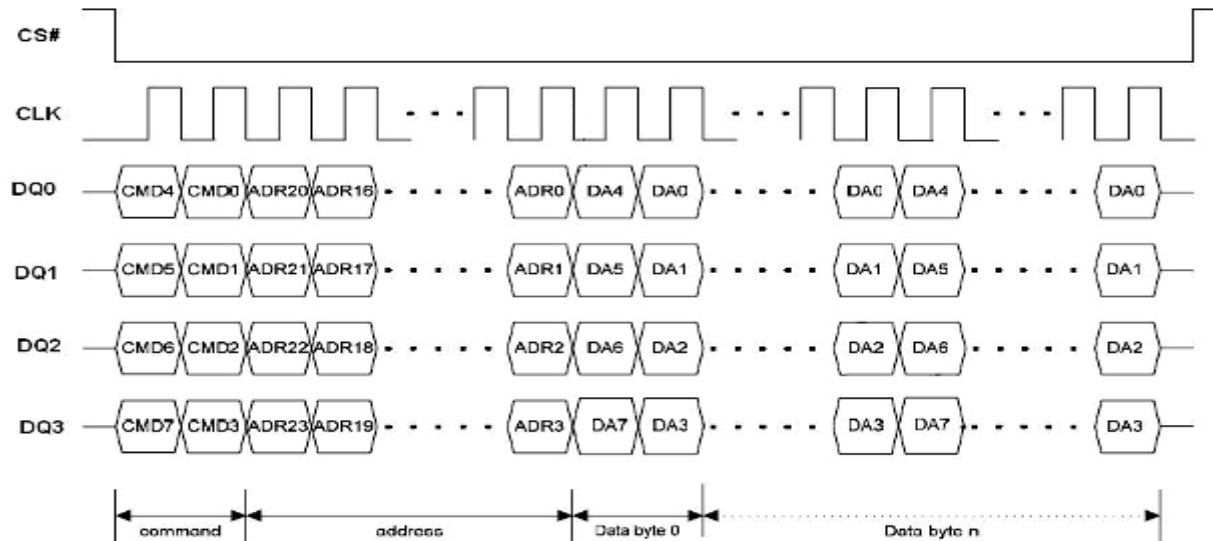 CS#
CLK
DQ0 CMD4 CMD0 ADR20 ADR16 ADR0 DA4 DA0 DA0 DA4 DA0
DQ1 CMD5 CMD1 ADR21 ADR17 ADR1 DA5 DA1 DA1 DA5 DA1
DQ2 CMD6 CMD2 ADR22 ADR18 ADR2 DA6 DA2 DA2 DA6 DA2
DQ3 CMD7 CMD3 ADR23 ADR19 ADR3 DA7 DA3 DA3 DA7 DA3
command address Data byte 0 Data byte n